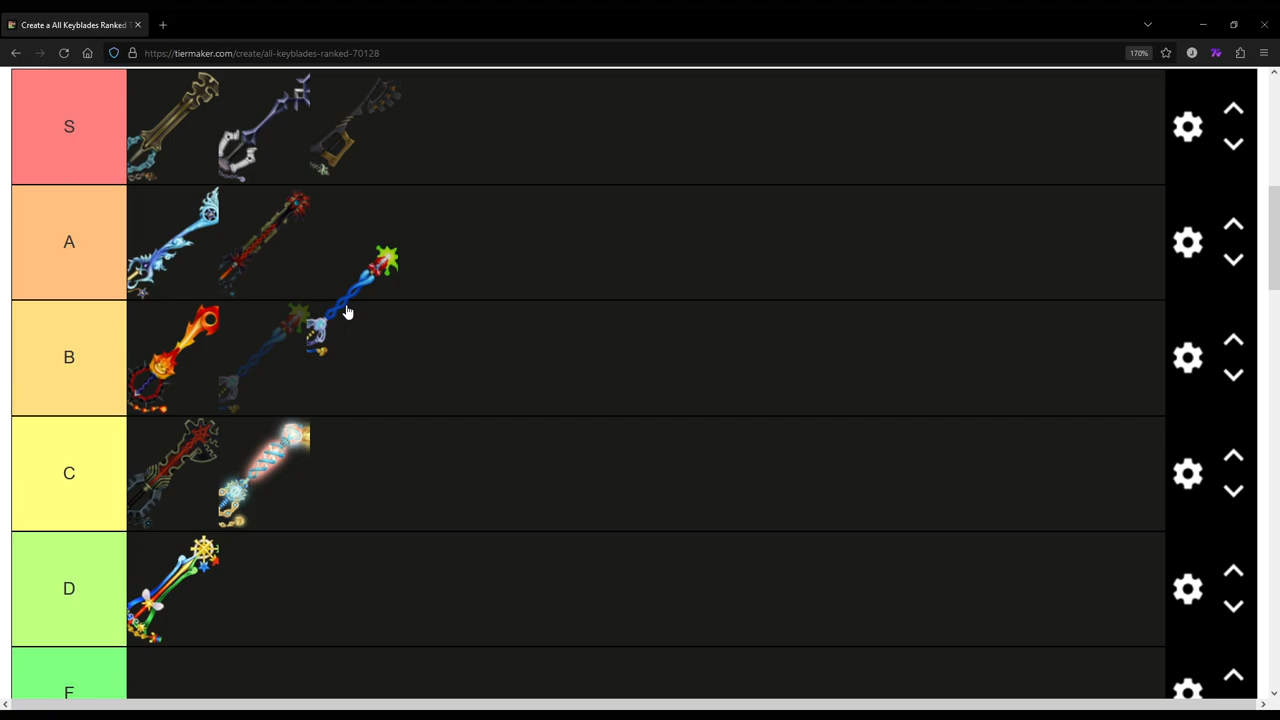 Create a All Keyblades Ranked
https://tiermaker.com/create/all-keyblades-ranked-70128
170%
S
A
B
C
D
F